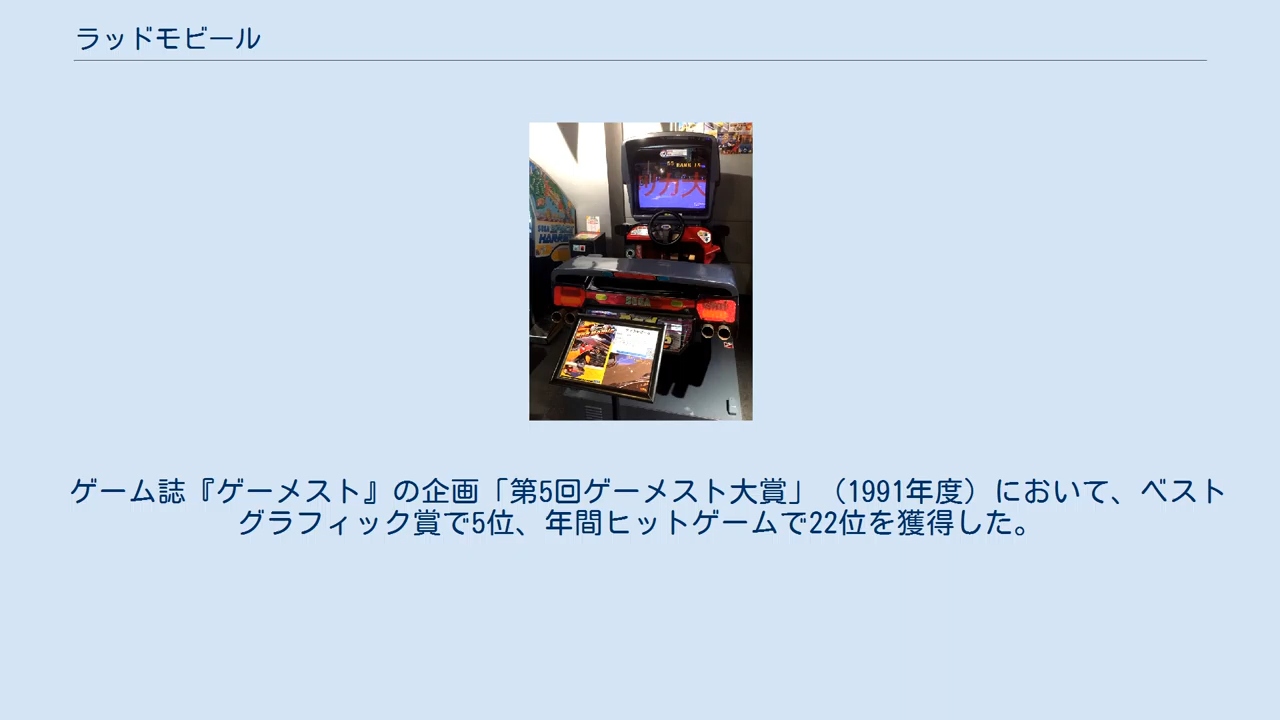 ラッドモビール
SEGA
ゲーム誌『ゲーメスト』の企画「第5回ゲーメスト大賞」（1991年度）において、ベスト
グラフィック賞で5位、年間ヒットゲームで22位を獲得した。